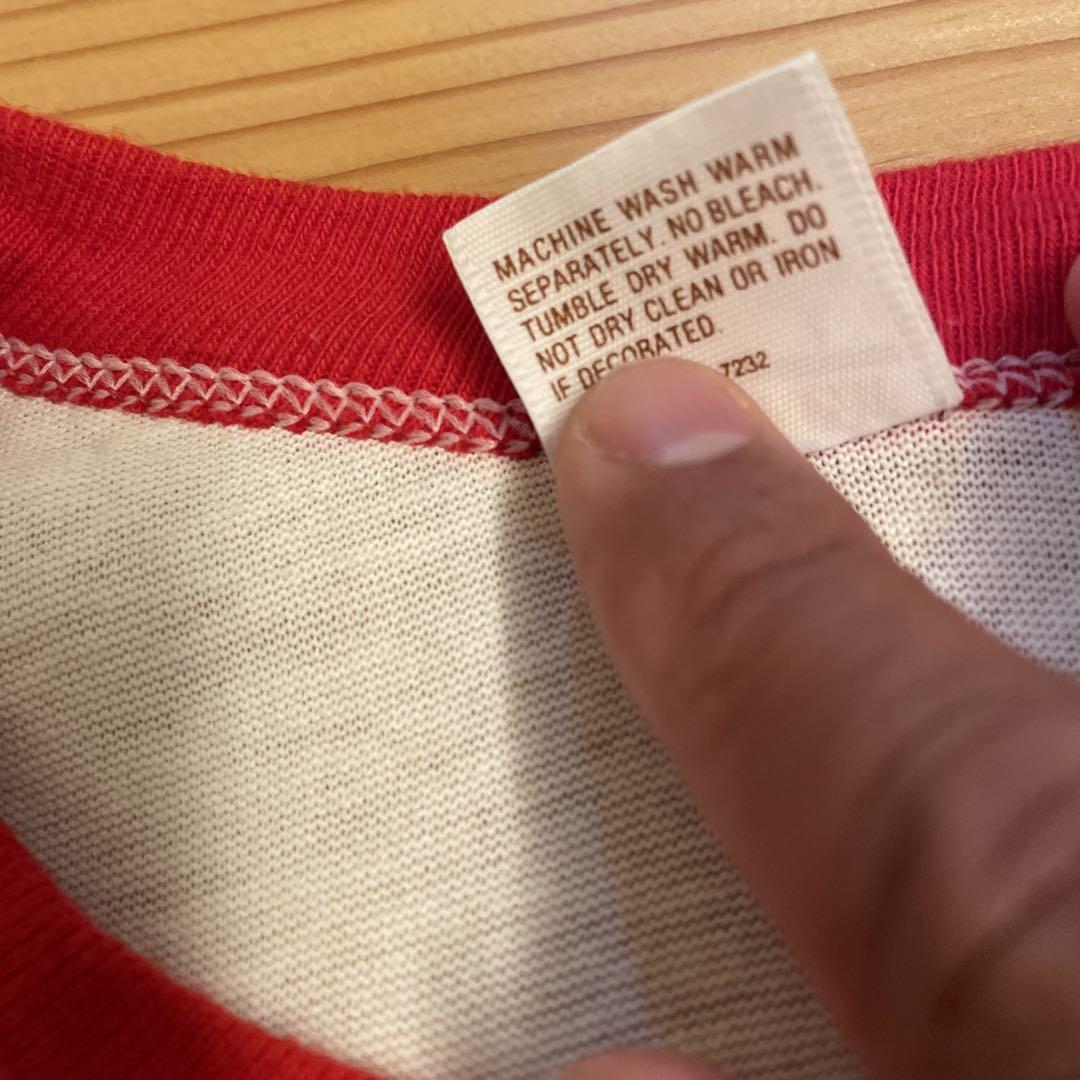 MACHINE WASH WARM
SEPARATELY. NO BLEACH.
TUMBLE DRY WARM. DO
NOT DRY CLEAN OR IRON
IF DECORATED.
7232